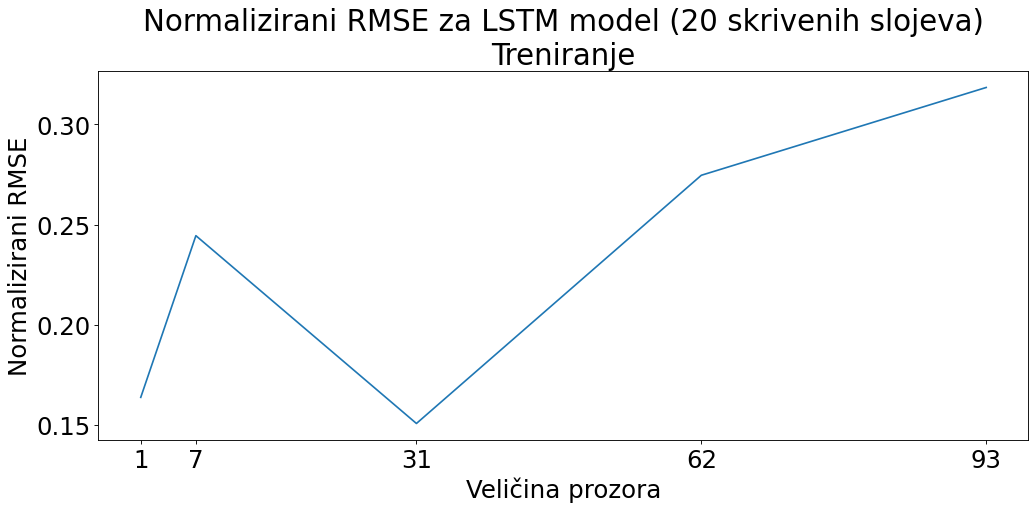 Normalizirani RMSE za LSTM model (20 skrivenih slojeva)
Treniranje
Normalizirani RMSE
0.30
0.25
0.20
0.15
1 7 31 62 93
Veličina prozora